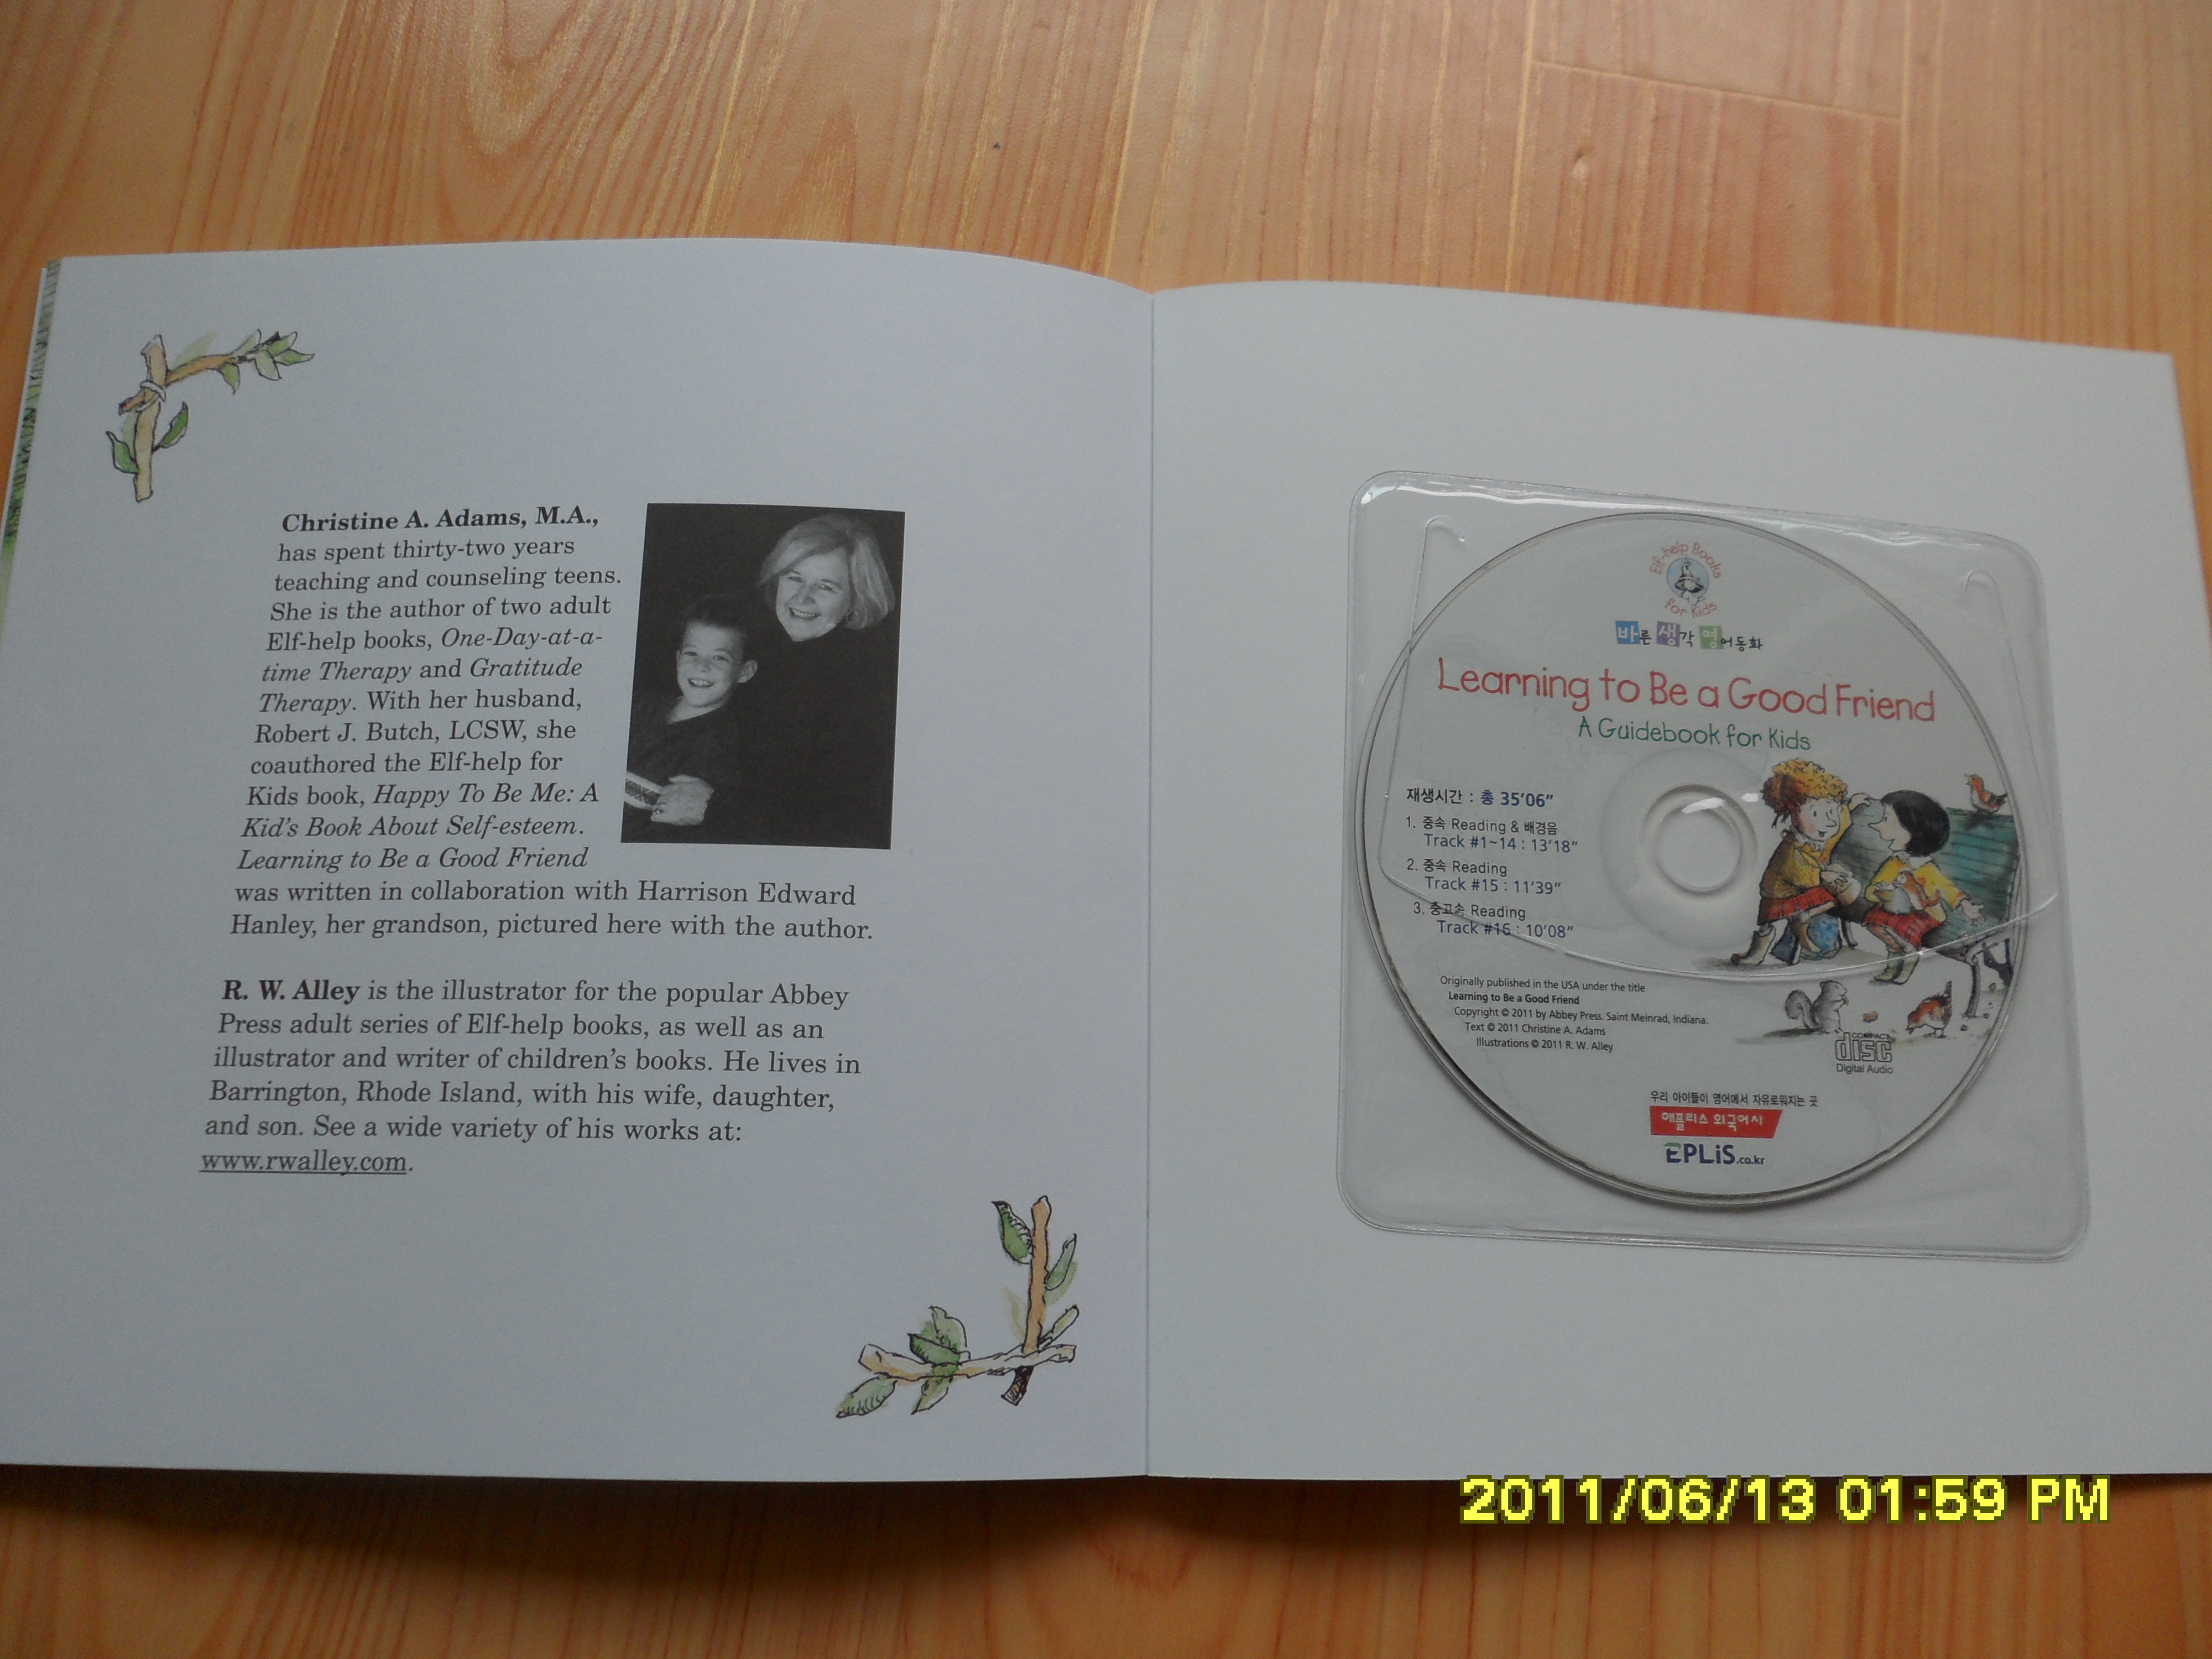 Christine A. Adams, M.A.,
has spent thirty-two years
teaching and counseling teens.
She is the author of two adult
Elf-help books, One-Day-at-a-
time Therapy and Gratitude
Therapy. With her husband,
Robert J. Butch, LCSW, she
coauthored the Elf-help for
Kids book, Happy To Be Me: A
Kid's Book About Self-esteem.
Learning to Be a Good Friend
was written in collaboration with Harrison Edward
Hanley, her grandson, pictured here with the author.
R. W. Alley is the illustrator for the popular Abbey
Press adult series of Elf-help books, as well as an
illustrator and writer of children's books. He lives in
Barrington, Rhode Island, with his wife, daughter,
and son. See a wide variety of his works at:
www.rwalley.com.
Elf-help Books
for Kids
바른 생각 영어동화
Learning to Be a Good Friend
A Guidebook for Kids
재생시간 : 총 35'06"
1. 중속 Reading & 배경음
Track #1~14 : 13'18"
2. 중속 Reading
Track #15 : 11'39"
3. 중고속 Reading
Track #16 : 10'08"
Originally published in the USA under the title
Learning to Be a Good Friend
Copyright © 2011 by Abbey Press. Saint Meinrad, Indiana.
Text © 2011 Christine A. Adams
Illustrations © 2011 R. W. Alley
COMPACT
disc
Digital Audio
우리 아이들이 영어에서 자유로워지는 곳
애플리스 외국어사
EPLiS.co.kr
2011/06/13 01:59 PM